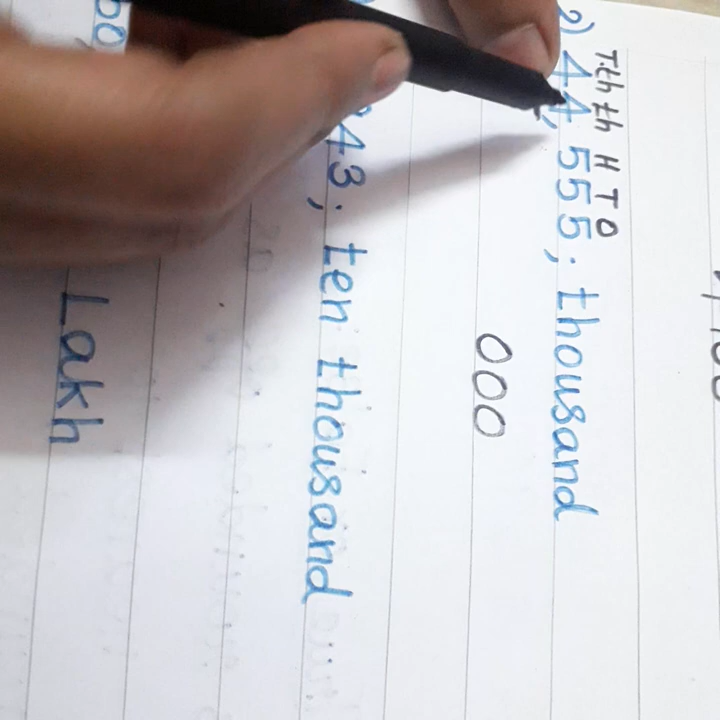 T.th th H T O
2) 44,555; thousand
000
43; ten thousand
Lakh